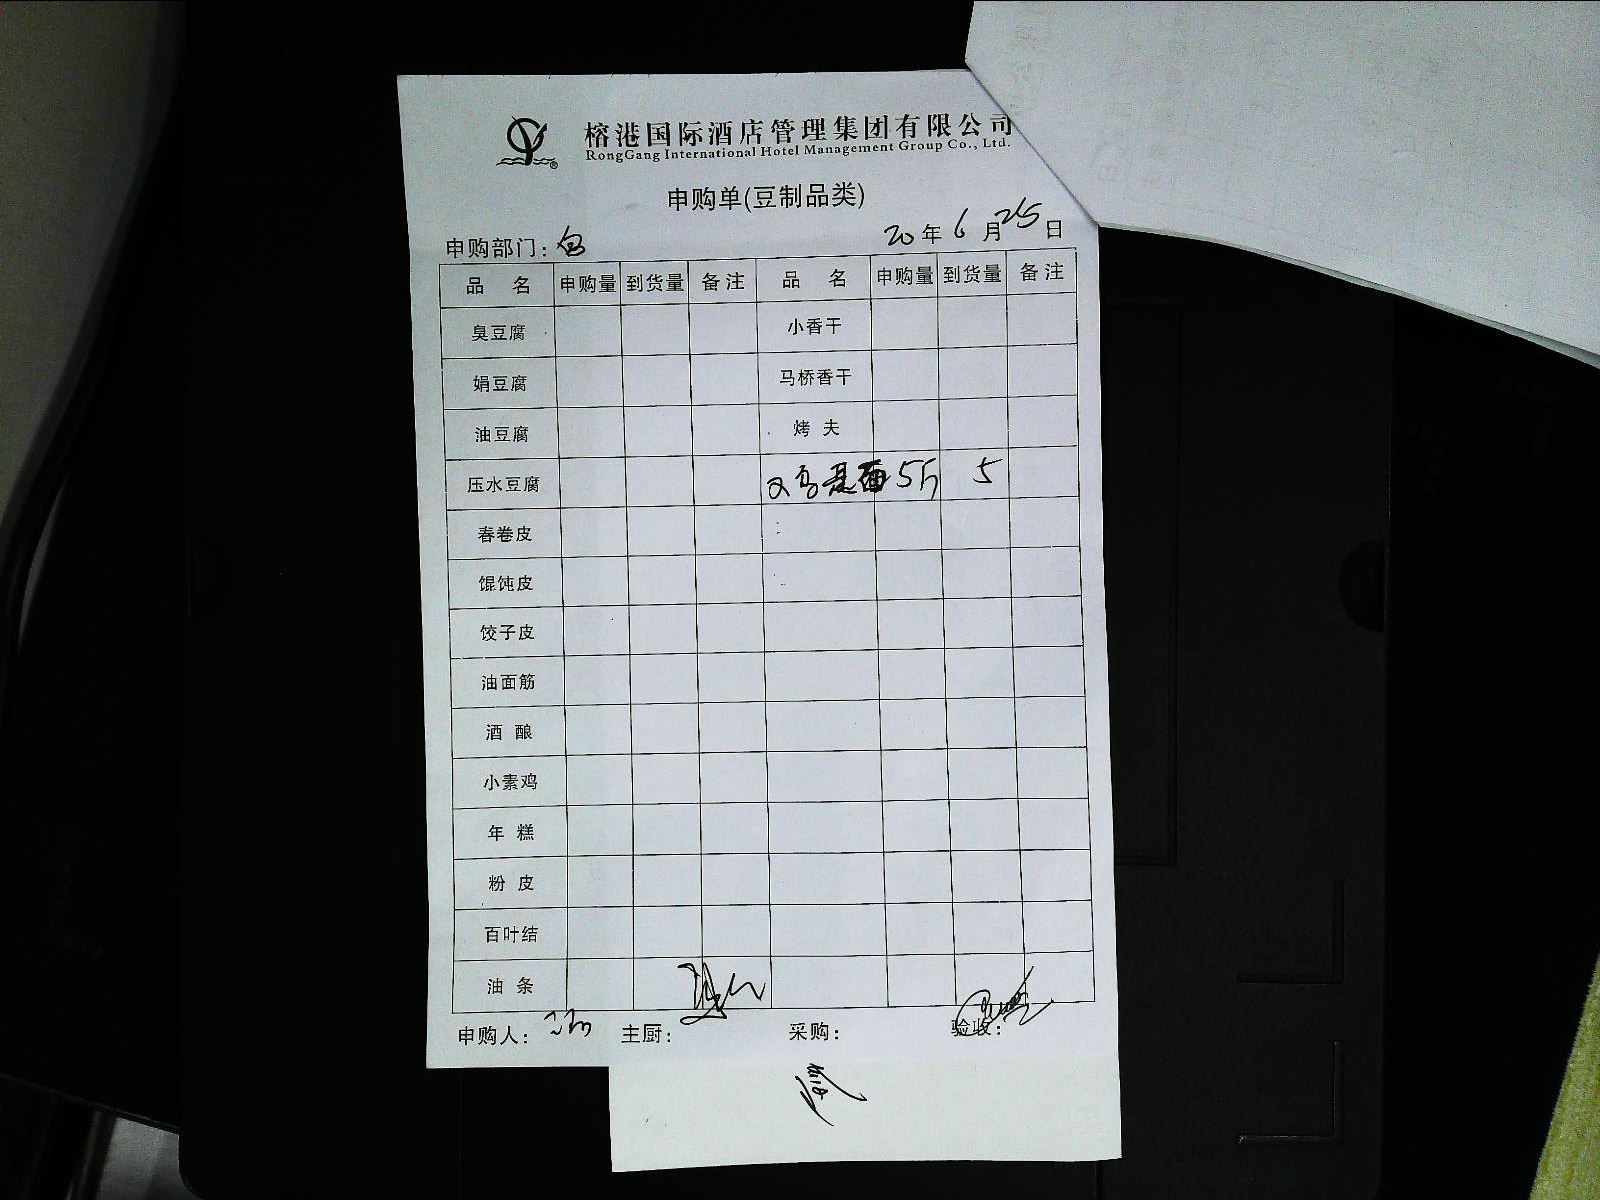 榕港国际酒店管理集团有限公司
RongGang International Hotel Management Group Co., Ltd.
申购单(豆制品类)
申购部门: 20年6月25日
品 名 申购量 到货量 备注 品 名 申购量 到货量 备注
臭豆腐 小香干
娟豆腐 马桥香干
油豆腐 烤夫
压水豆腐 5斤 5
春卷皮
馄饨皮
饺子皮
油面筋
酒酿
小素鸡
年糕
粉皮
百叶结
油条
申购人: 主厨: 采购: 验收: